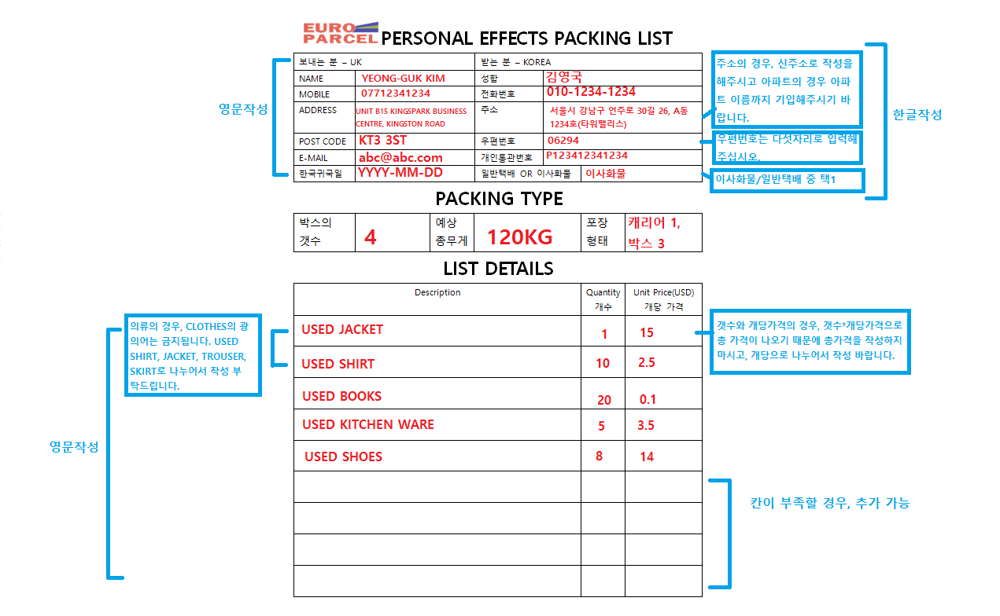 EURO
PARCEL
PERSONAL EFFECTS PACKING LIST
보내는 분 – UK
받는 분 – KOREA
NAME
YEONG-GUK KIM
성함
김영국
MOBILE
07712341234
전화번호
010-1234-1234
ADDRESS
UNIT B15 KINGSPARK BUSINESS
CENTRE, KINGSTON ROAD
주소
서울시 강남구 언주로 30길 26, A동
1234호(타워팰리스)
POST CODE
KT3 3ST
우편번호
06294
E-MAIL
abc@abc.com
개인통관번호
P123412341234
한국귀국일
YYYY-MM-DD
일반택배 OR 이사화물
이사화물
영문작성
주소의 경우, 신주소로 작성을
해주시고 아파트의 경우 아파
트 이름까지 기입해주시기 바
랍니다.
우편번호는 다섯자리로 입력해
주십시오.
이사화물/일반택배 중 택1
한글작성
PACKING TYPE
박스의
갯수
4
예상
총무게
120KG
포장
형태
캐리어 1,
박스 3
LIST DETAILS
Description
Quantity
개수
Unit Price(USD)
개당 가격
USED JACKET
1
15
USED SHIRT
10
2.5
USED BOOKS
20
0.1
USED KITCHEN WARE
5
3.5
USED SHOES
8
14
의류의 경우, CLOTHES의 광
의어는 금지됩니다. USED
SHIRT, JACKET, TROUSER,
SKIRT로 나누어서 작성 부
탁드립니다.
영문작성
갯수와 개당가격의 경우, 갯수*개당가격으로
총 가격이 나오기 때문에 총가격을 작성하지
마시고, 개당으로 나누어서 작성 바랍니다.
칸이 부족할 경우, 추가 가능